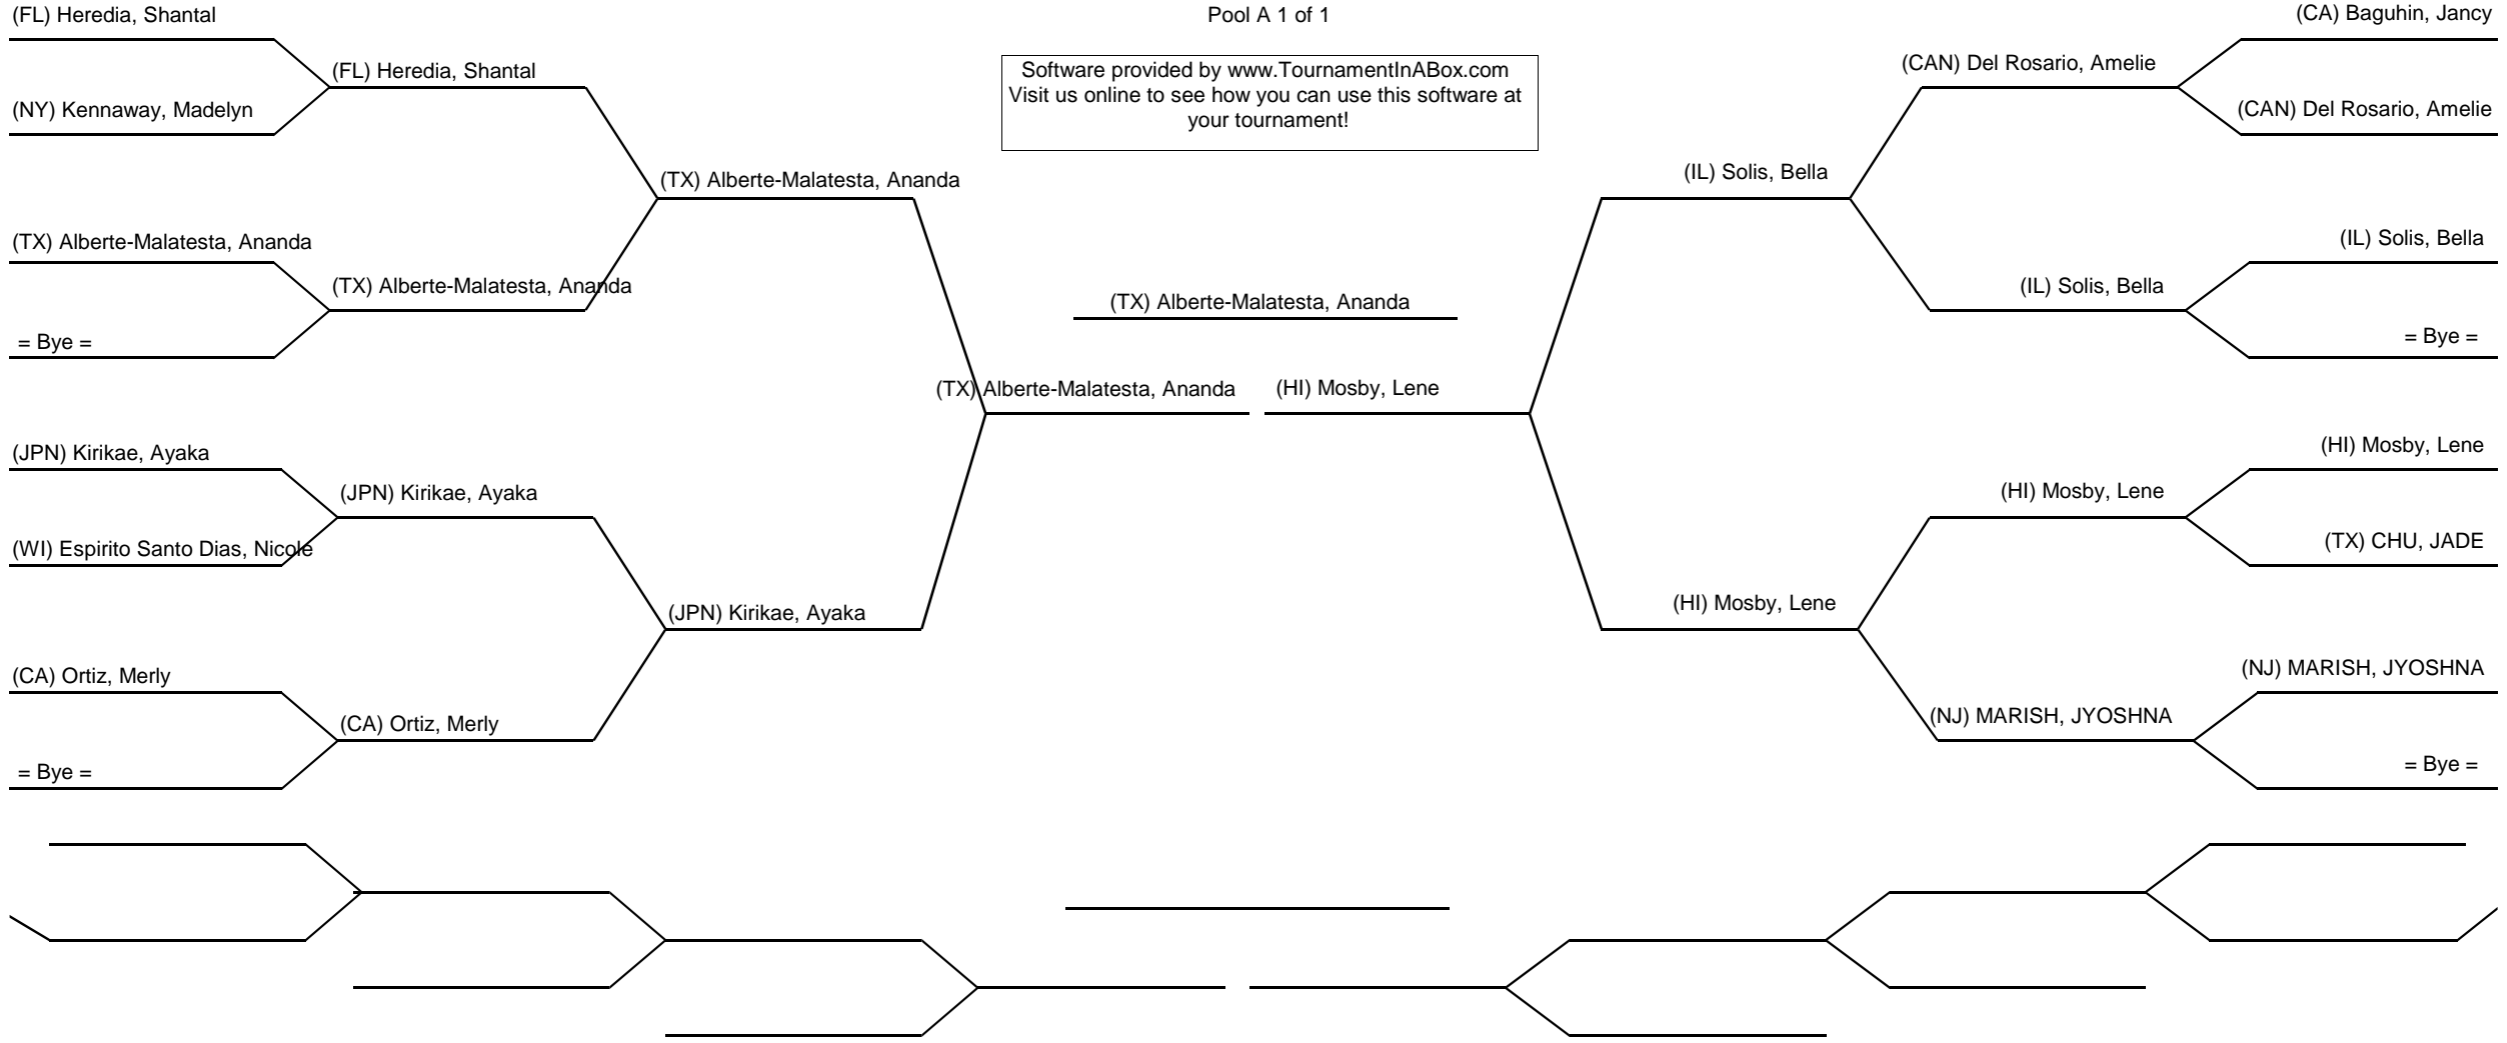 (FL) Heredia, Shantal
Pool A 1 of 1
(CA) Baguhin, Jancy
Software provided by www.TournamentInABox.com
Visit us online to see how you can use this software at
your tournament!
(FL) Heredia, Shantal
(CAN) Del Rosario, Amelie
(NY) Kennaway, Madelyn
(CAN) Del Rosario, Amelie
(TX) Alberte-Malatesta, Ananda
(IL) Solis, Bella
(TX) Alberte-Malatesta, Ananda
(IL) Solis, Bella
(TX) Alberte-Malatesta, Ananda
(IL) Solis, Bella
(TX) Alberte-Malatesta, Ananda
= Bye =
= Bye =
(TX) Alberte-Malatesta, Ananda
(HI) Mosby, Lene
(JPN) Kirikae, Ayaka
(HI) Mosby, Lene
(JPN) Kirikae, Ayaka
(HI) Mosby, Lene
(WI) Espirito Santo Dias, Nicole
(TX) CHU, JADE
(JPN) Kirikae, Ayaka
(HI) Mosby, Lene
(CA) Ortiz, Merly
(NJ) MARISH, JYOSHNA
(CA) Ortiz, Merly
(NJ) MARISH, JYOSHNA
= Bye =
= Bye =